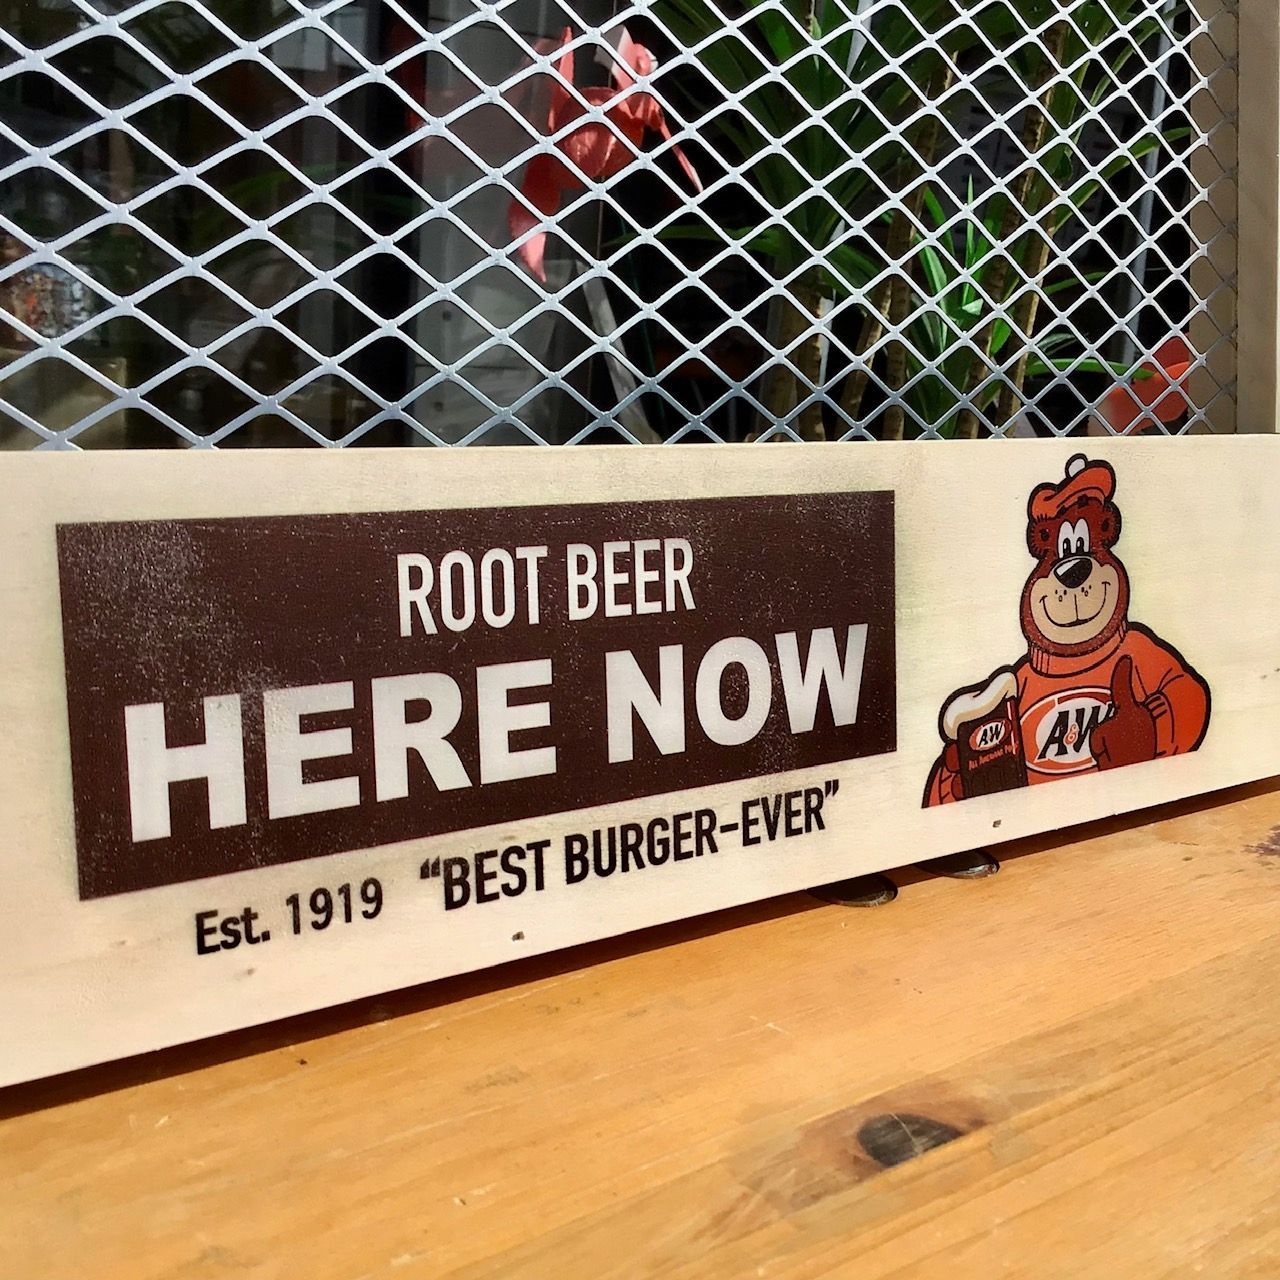 ROOT BEER
HERE NOW
Est. 1919 “BEST BURGER-EVER”
A&W
A&W